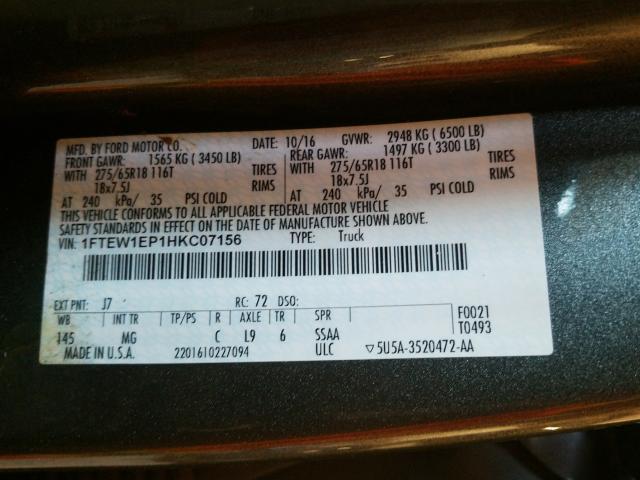 MFD. BY FORD MOTOR CO. DATE: 10/16 GVWR: 2948 KG ( 6500 LB)
FRONT GAWR: 1565 KG ( 3450 LB) REAR GAWR: 1497 KG ( 3300 LB)
WITH 275/65R18 116T TIRES WITH 275/65R18 116T TIRES
18x7.5J RIMS 18x7.5J RIMS
AT 240 kPa/ 35 PSI COLD AT 240 kPa/ 35 PSI COLD
THIS VEHICLE CONFORMS TO ALL APPLICABLE FEDERAL MOTOR VEHICLE
SAFETY STANDARDS IN EFFECT ON THE DATE OF MANUFACTURE SHOWN ABOVE.
VIN: 1FTEW1EP1HKC07156 TYPE: Truck
EXT PNT: J7 RC: 72 DSO:
WB INT TR TP/PS R AXLE TR SPR F0021
145 MG C L9 6 SSAA T0493
MADE IN U.S.A. 2201610227094 ULC ▽5U5A-3520472-AA